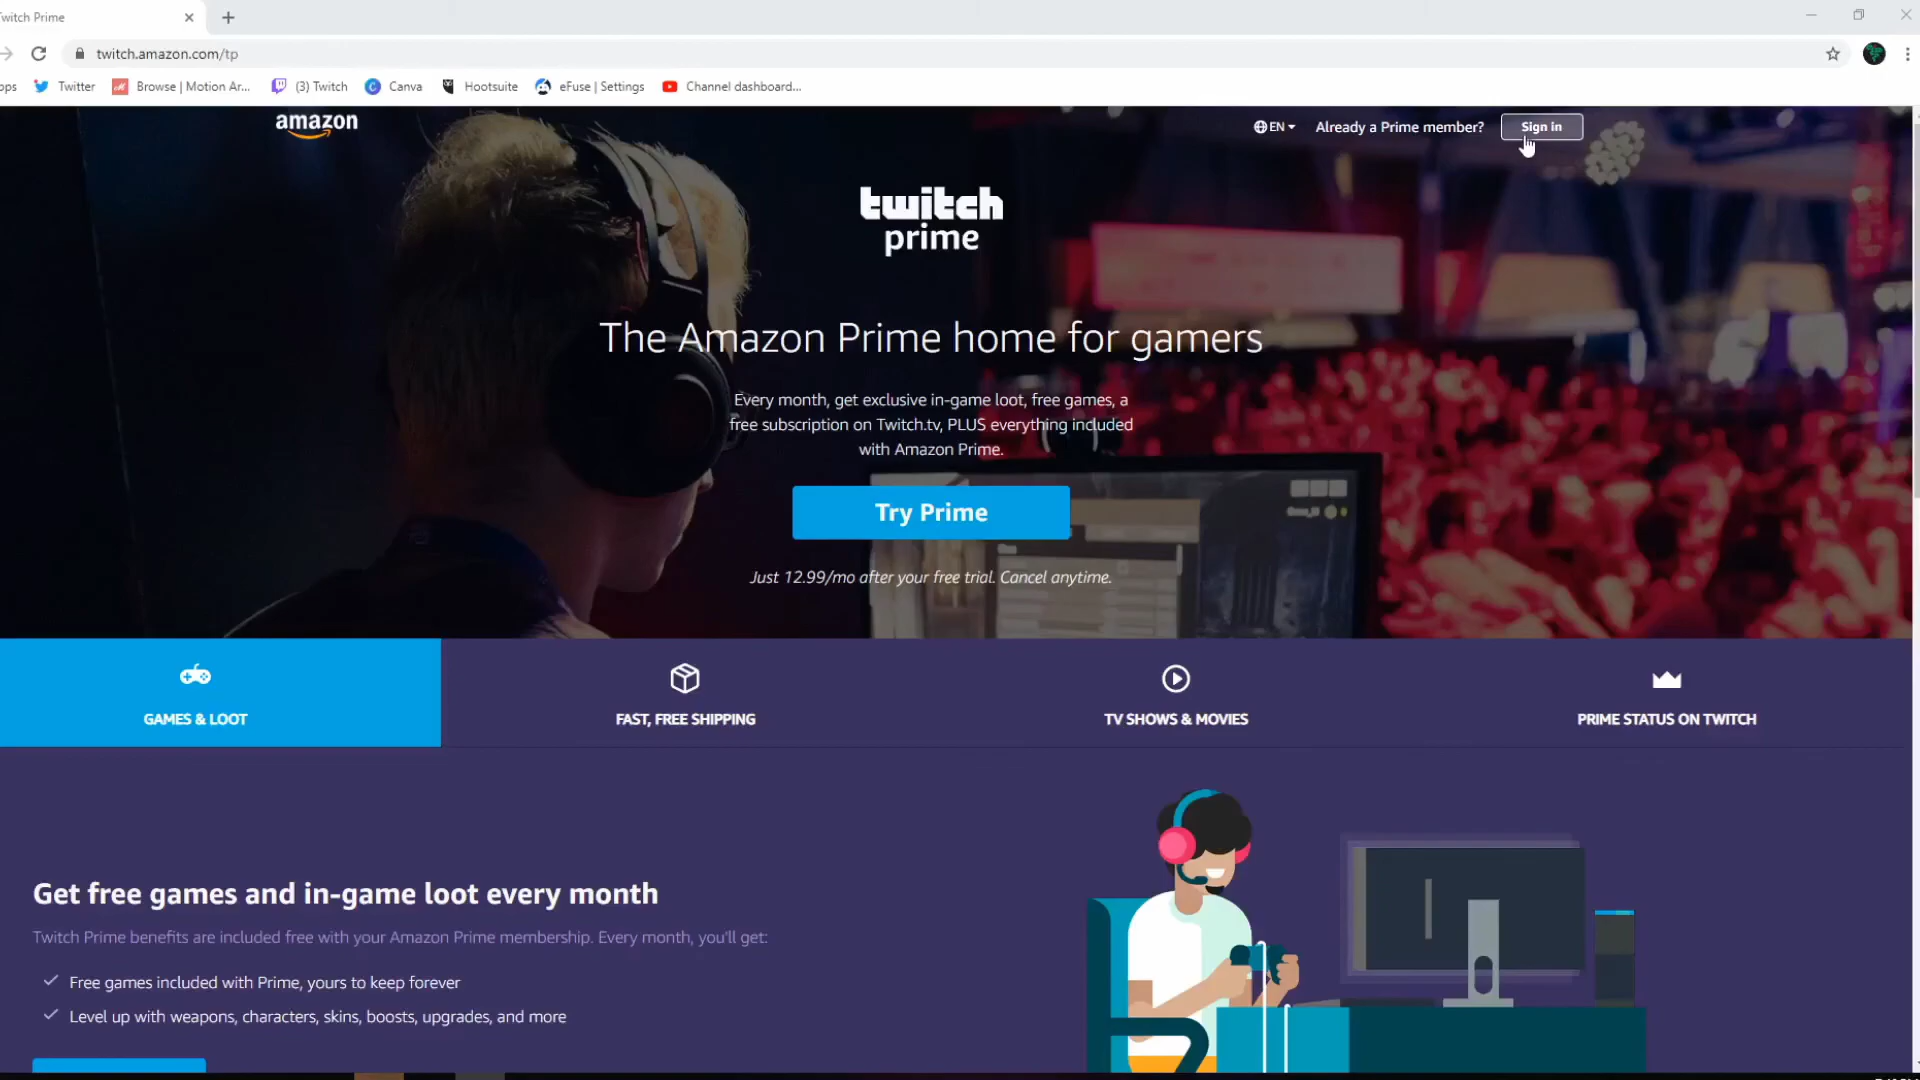 witch Prime
twitch.amazon.com/tp
ops Twitter Browse | Motion Ar... (3) Twitch Canva Hootsuite eFuse | Settings Channel dashboard...
amazon
EN Already a Prime member? Sign in
twitch
prime
The Amazon Prime home for gamers
Every month, get exclusive in-game loot, free games, a
free subscription on Twitch.tv, PLUS everything included
with Amazon Prime.
Try Prime
Just 12.99/mo after your free trial. Cancel anytime.
GAMES & LOOT
FAST, FREE SHIPPING
TV SHOWS & MOVIES
PRIME STATUS ON TWITCH
Get free games and in-game loot every month
Twitch Prime benefits are included free with your Amazon Prime membership. Every month, you'll get:
Free games included with Prime, yours to keep forever
Level up with weapons, characters, skins, boosts, upgrades, and more